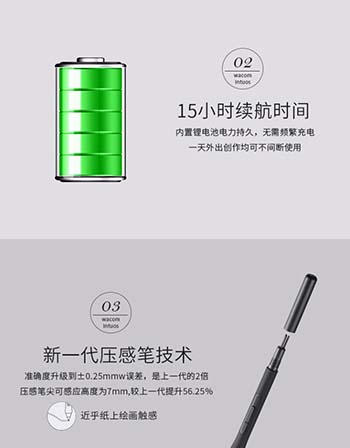 02
wacom
Intuos
15小时续航时间
内置锂电池电力持久，无需频繁充电
一天外出创作均可不间断使用
03
wacom
Intuos
新一代压感笔技术
准确度升级到±0.25mmw误差，是上一代的2倍
压感笔尖可感应高度为7mm,较上一代提升56.25%
近乎纸上绘画触感